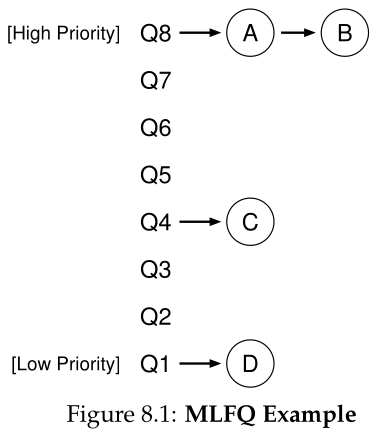 [High Priority] Q8 A B
Q7
Q6
Q5
Q4 C
Q3
Q2
[Low Priority] Q1 D
Figure 8.1: MLFQ Example